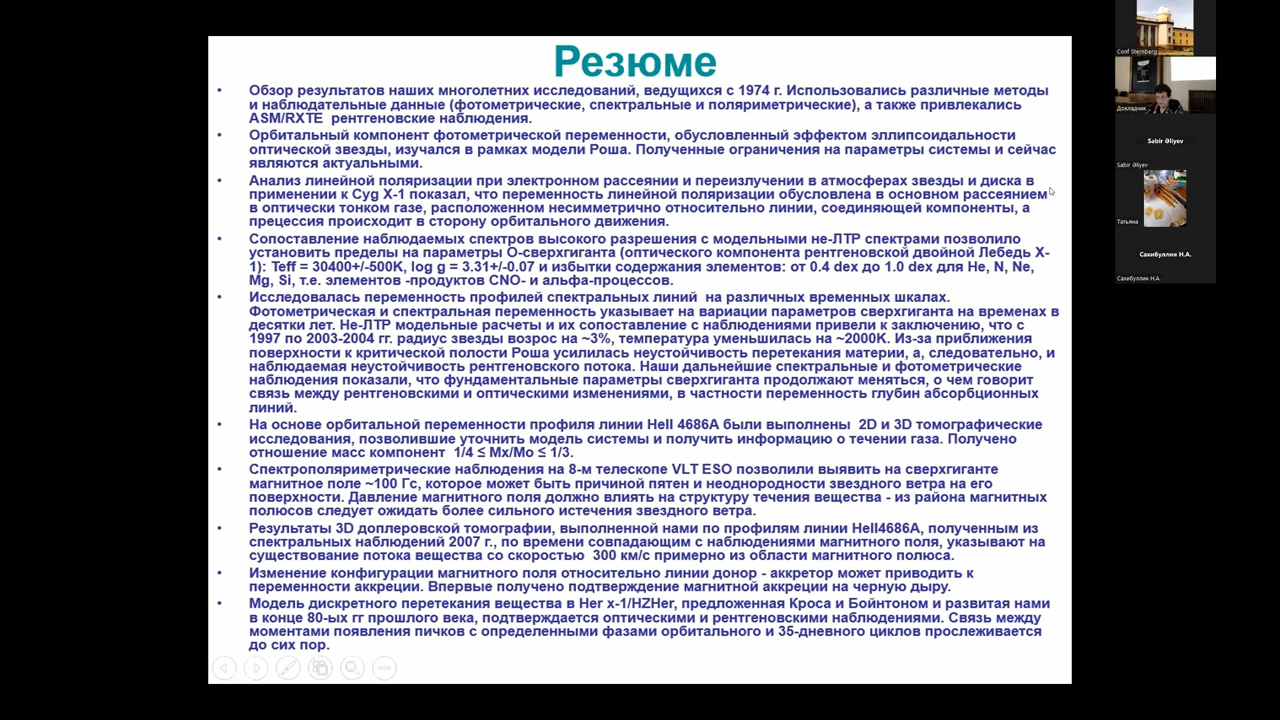 Резюме
• Обзор результатов наших многолетних исследований, ведущихся с 1974 г. Использовались различные методы
и наблюдательные данные (фотометрические, спектральные и поляриметрические), а также привлекались
ASM/RXTE рентгеновские наблюдения.
• Орбитальный компонент фотометрической переменности, обусловленный эффектом эллипсоидальности
оптической звезды, изучался в рамках модели Роша. Полученные ограничения на параметры системы и сейчас
являются актуальными.
• Анализ линейной поляризации при электронном рассеянии и переизлучении в атмосферах звезды и диска в
применении к Cyg X-1 показал, что переменность линейной поляризации обусловлена в основном рассеянием
в оптически тонком газе, расположенном несимметрично относительно линии, соединяющей компоненты, а
прецессия происходит в сторону орбитального движения.
• Сопоставление наблюдаемых спектров высокого разрешения с модельными не-ЛТР спектрами позволило
установить пределы на параметры О-сверхгиганта (оптического компонента рентгеновской двойной Лебедь Х-
1): Teff = 30400+/-500K, log g = 3.31+/-0.07 и избытки содержания элементов: от 0.4 dex до 1.0 dex для He, N, Ne,
Mg, Si, т.е. элементов -продуктов CNO- и альфа-процессов.
• Исследовалась переменность профилей спектральных линий на различных временных шкалах.
Фотометрическая и спектральная переменность указывает на вариации параметров сверхгиганта на временах в
десятки лет. Не-ЛТР модельные расчеты и их сопоставление с наблюдениями привели к заключению, что с
1997 по 2003-2004 гг. радиус звезды возрос на ~3%, температура уменьшилась на ~2000K. Из-за приближения
поверхности к критической полости Роша усилилась неустойчивость перетекания материи, а, следовательно, и
наблюдаемая неустойчивость рентгеновского потока. Наши дальнейшие спектральные и фотометрические
наблюдения показали, что фундаментальные параметры сверхгиганта продолжают меняться, о чем говорит
связь между рентгеновскими и оптическими изменениями, в частности переменность глубин абсорбционных
линий.
• На основе орбитальной переменности профиля линии HeII 4686A были выполнены 2D и 3D томографические
исследования, позволившие уточнить модель системы и получить информацию о течении газа. Получено
отношение масс компонент 1/4 ≤ Mx/Mo ≤ 1/3.
• Спектрополяриметрические наблюдения на 8-м телескопе VLT ESO позволили выявить на сверхгиганте
магнитное поле ~100 Гс, которое может быть причиной пятен и неоднородности звездного ветра на его
поверхности. Давление магнитного поля должно влиять на структуру течения вещества - из района магнитных
полюсов следует ожидать более сильного истечения звездного ветра.
• Результаты 3D доплеровской томографии, выполненной нами по профилям линии HeII4686A, полученным из
спектральных наблюдений 2007 г., по времени совпадающим с наблюдениями магнитного поля, указывают на
существование потока вещества со скоростью 300 км/с примерно из области магнитного полюса.
• Изменение конфигурации магнитного поля относительно линии донор - аккретор может приводить к
переменности аккреции. Впервые получено подтверждение магнитной аккреции на черную дыру.
• Модель дискретного перетекания вещества в Her x-1/HZHer, предложенная Кроса и Бойнтоном и развитая нами
в конце 80-ых гг прошлого века, подтверждается оптическими и рентгеновскими наблюдениями. Связь между
моментами появления пичков с определенными фазами орбитального и 35-дневного циклов прослеживается
до сих пор.
Conf Sternberg
Докладчик
Sabir Əliyev
Sabir Əliyev
Татьяна
Сахибуллин Н.А.
Сахибуллин Н.А.